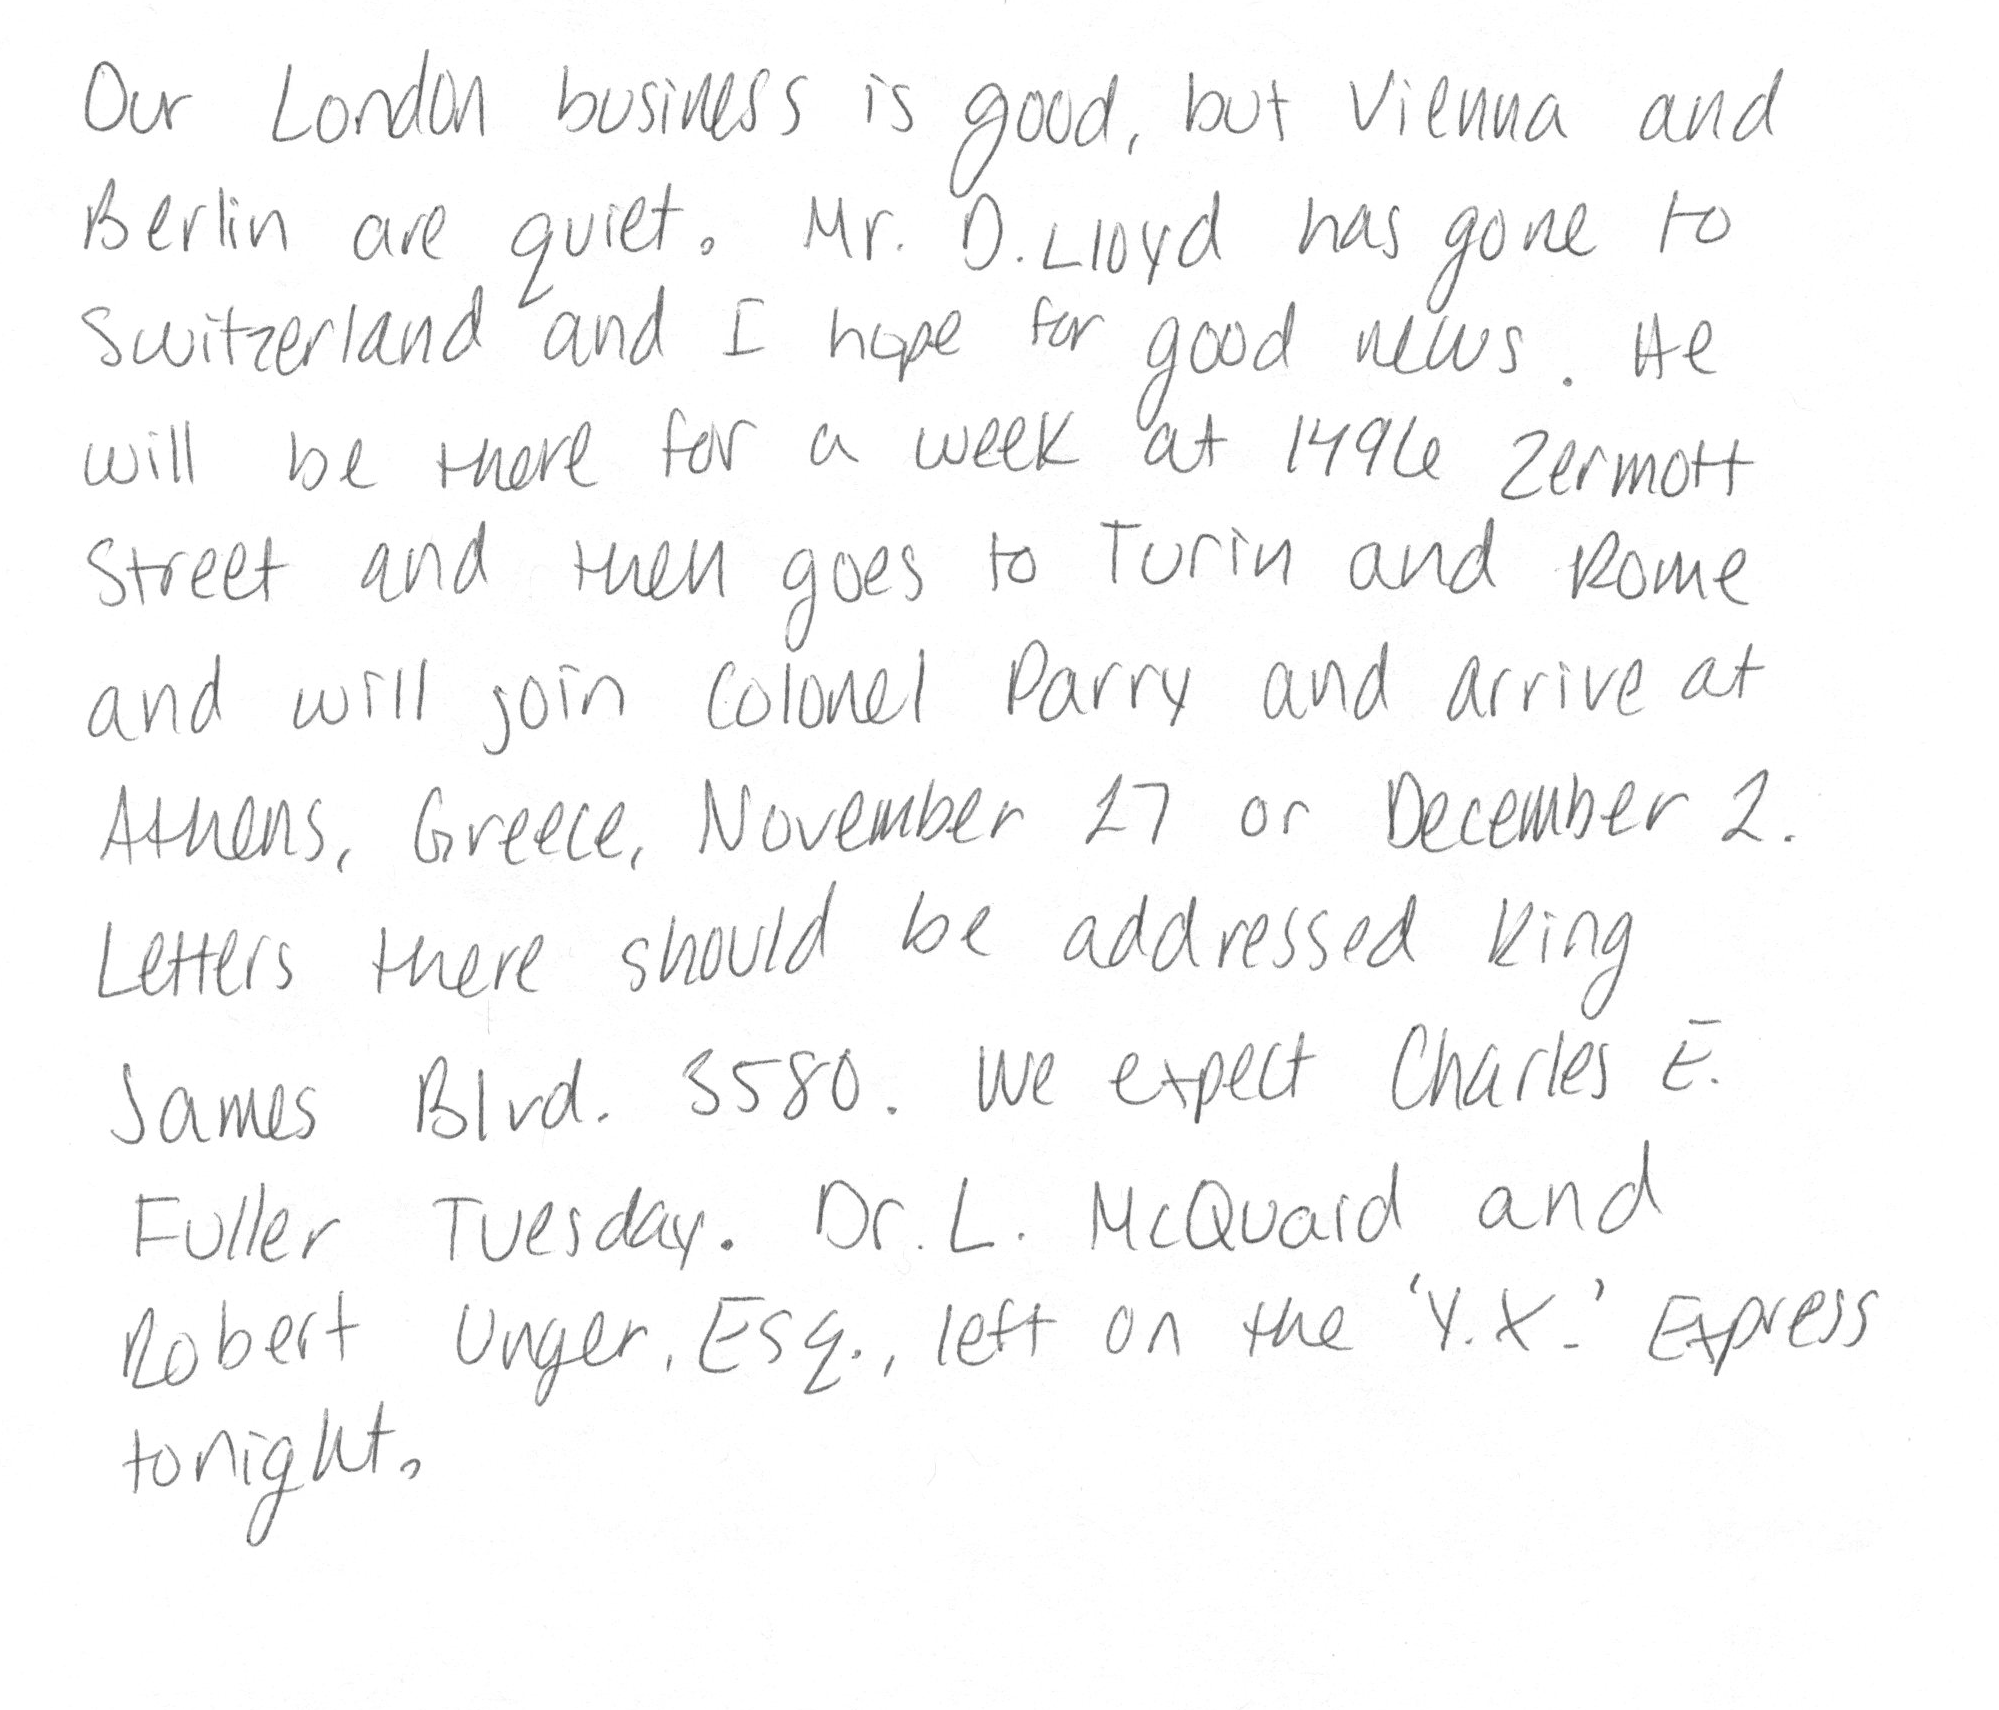 Our London business is good, but Vienna and
Berlin are quiet. Mr. D. Lloyd has gone to
Switzerland and I hope for good news. He
will be there for a week at 1496 Zermott
Street and then goes to Turin and Rome
and will join Colonel Parry and arrive at
Athens, Greece, November 27 or December 2.
Letters there should be addressed King
James Blvd. 3580. We expect Charles E.
Fuller Tuesday. Dr. L. McQuaid and
Robert Unger, Esq., left on the 'Y.X.' Express
tonight.